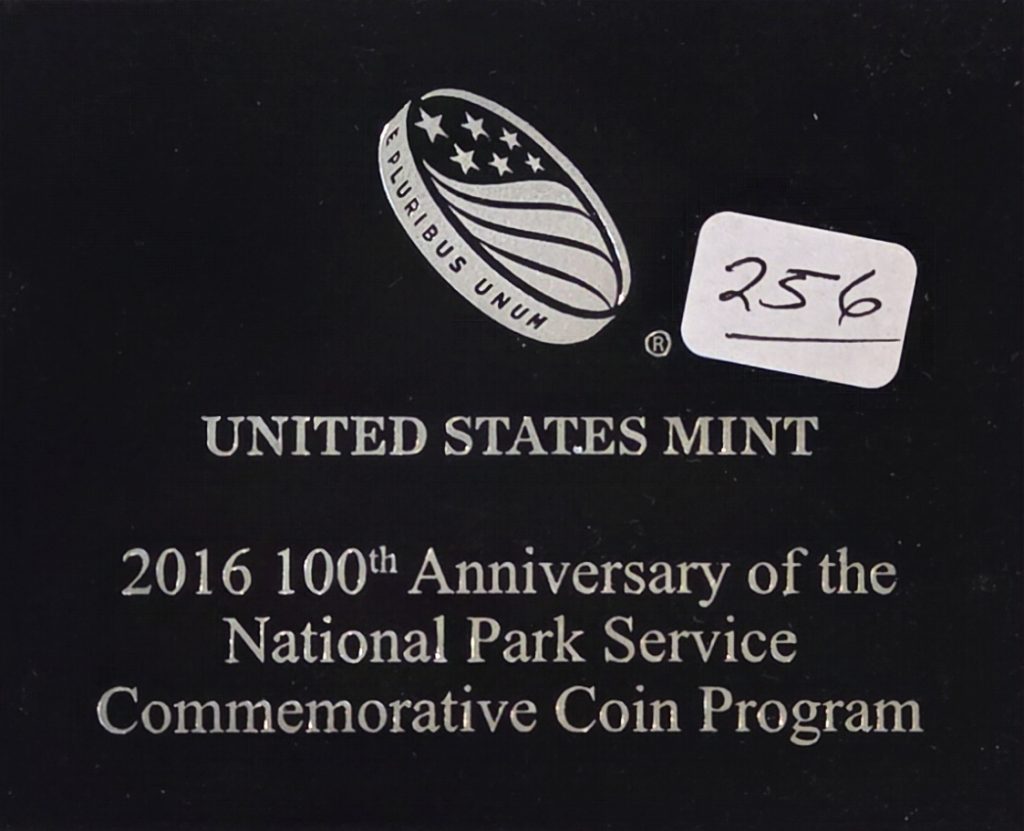 E PLURIBUS UNUM
®
256
UNITED STATES MINT
2016 100th Anniversary of the
National Park Service
Commemorative Coin Program